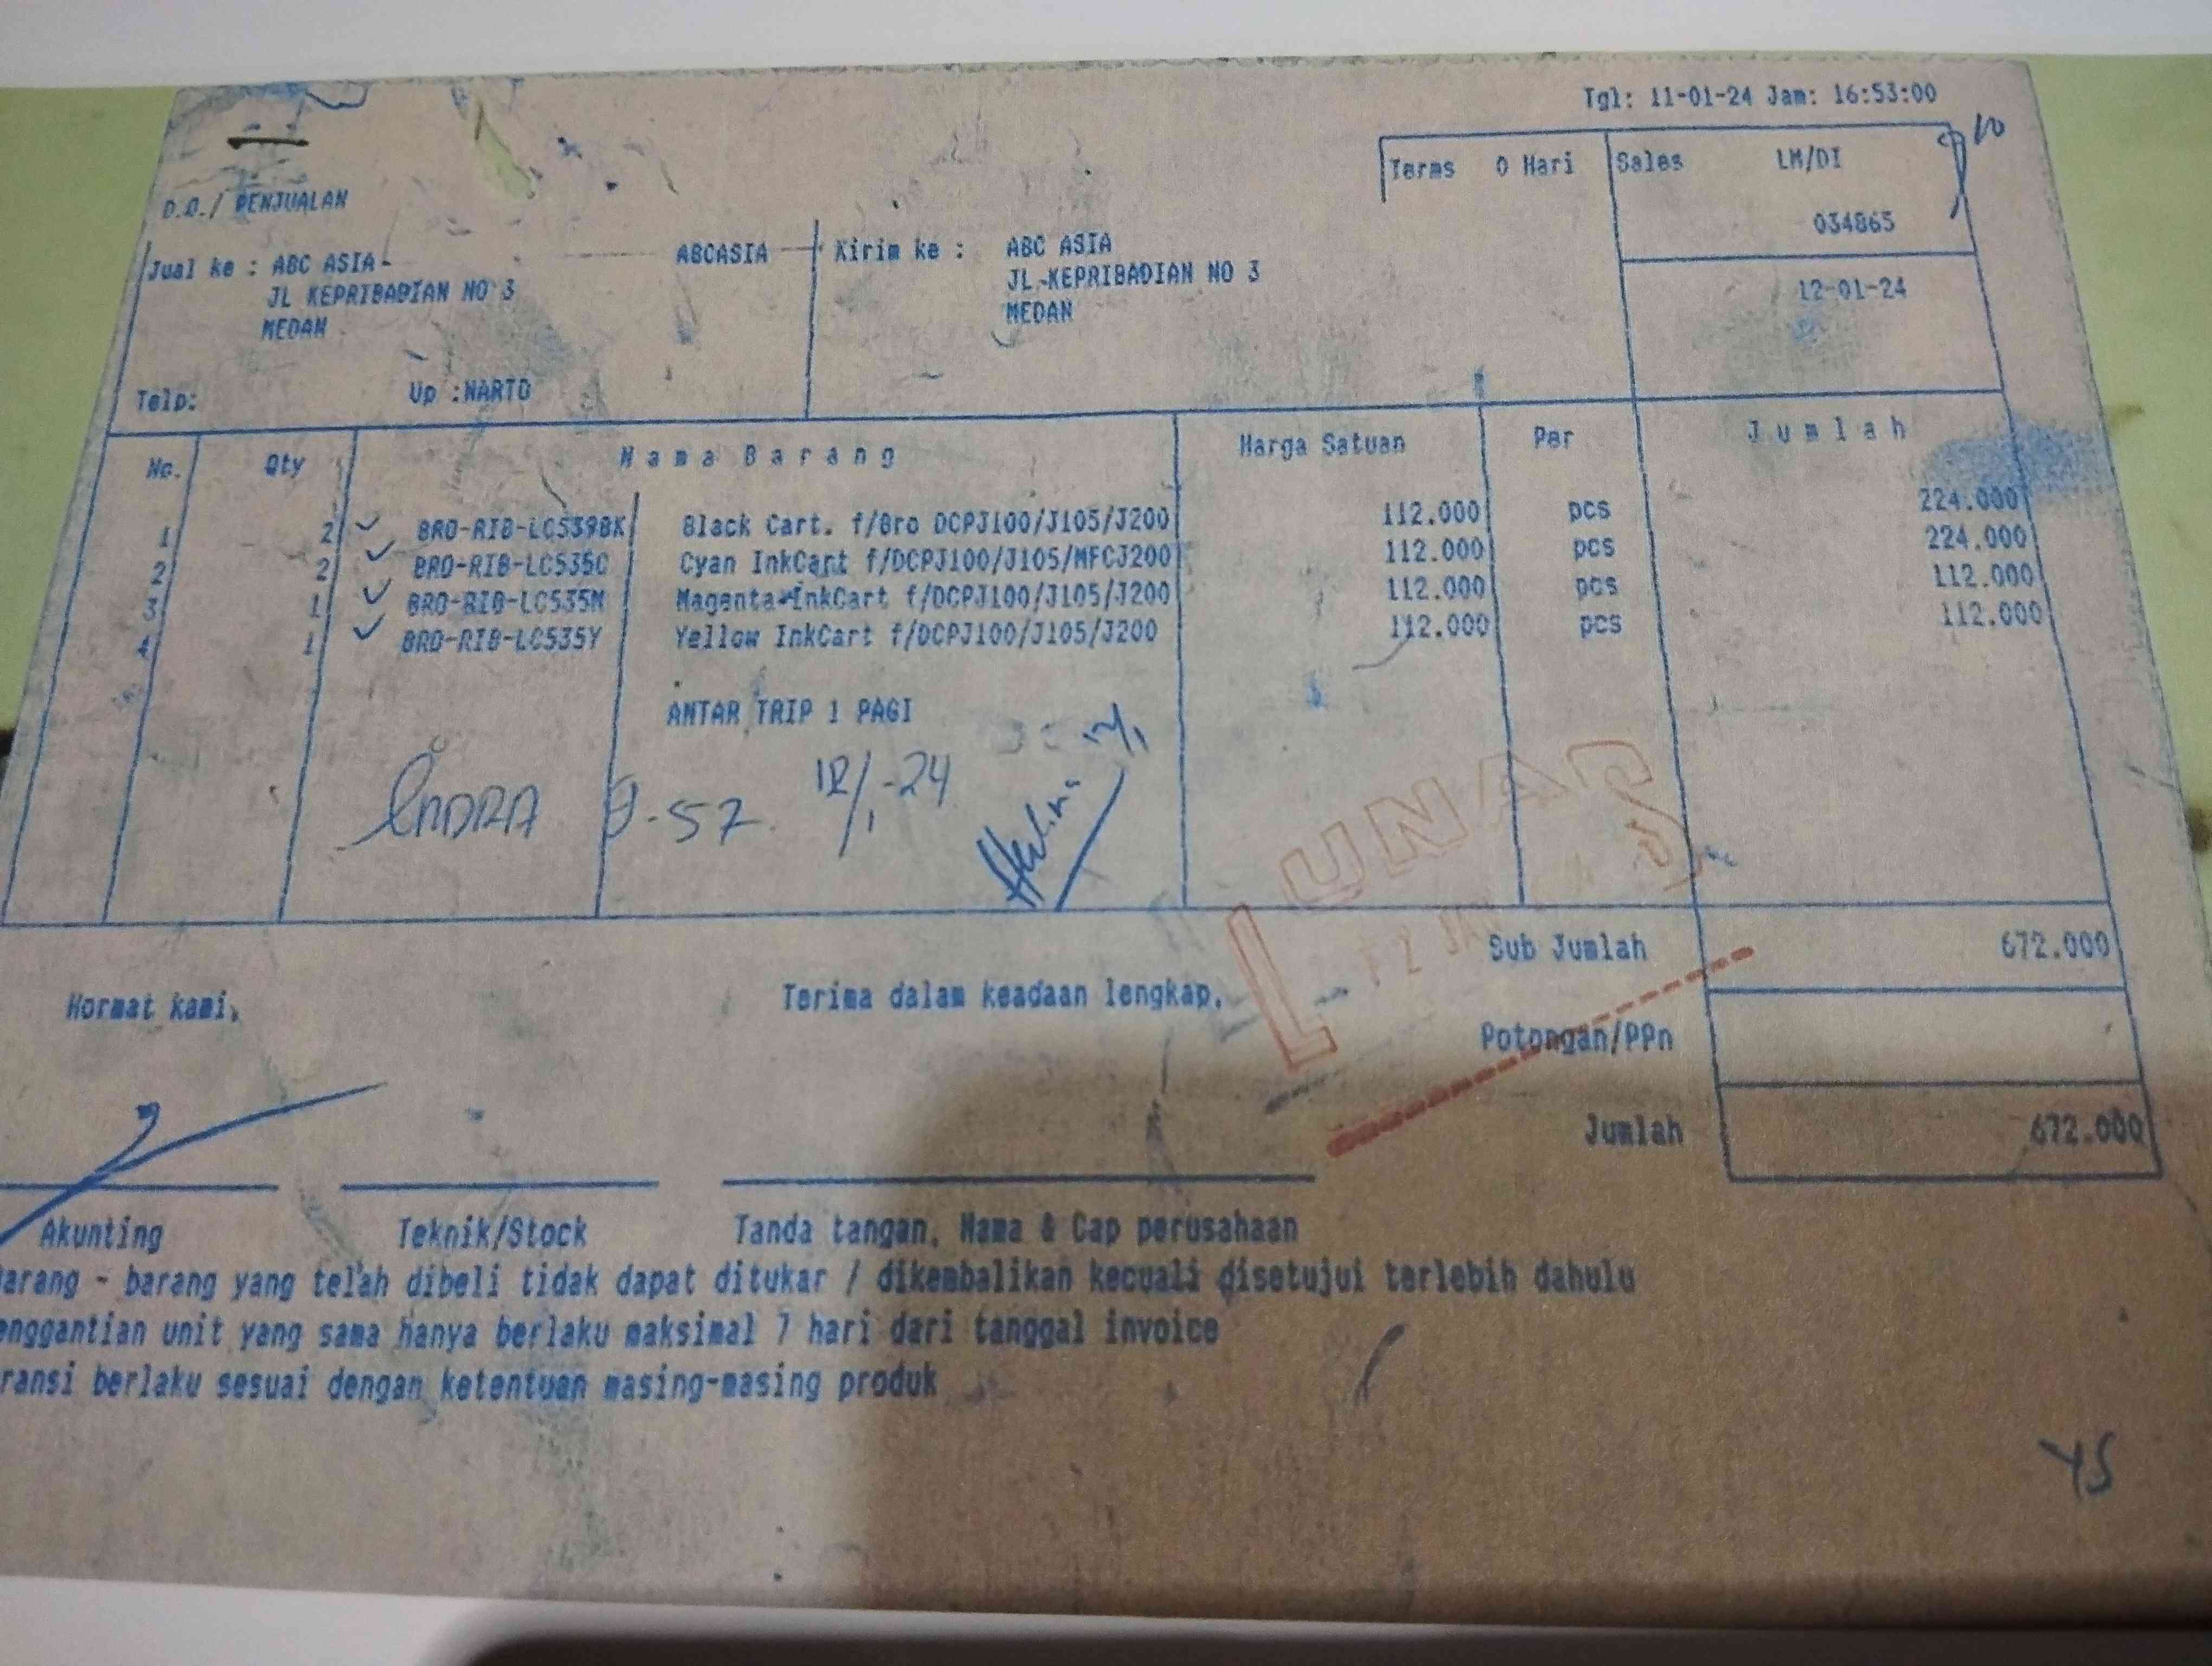 Tgl: 11-01-24 Jam: 16:53:00
Terms 0 Hari Sales LM/DI
034865
12-01-24
D.O./ PENJUALAN
Jual ke : ABC ASIA ABCASIA
JL KEPRIBADIAN NO 3
MEDAN
Kirim ke : ABC ASIA
JL.KEPRIBADIAN NO 3
MEDAN
Telp: Up :NARTO
No. Qty Nama Barang Harga Satuan Per Jumlah
1 2 BRO-RIB-LC539BK Black Cart. f/Bro DCPJ100/J105/J200 112.000 pcs 224.000
2 2 BRO-RIB-LC535C Cyan InkCart f/DCPJ100/J105/MFCJ200 112.000 pcs 224.000
3 1 BRO-RIB-LC535M Magenta InkCart f/DCPJ100/J105/J200 112.000 pcs 112.000
4 1 BRO-RIB-LC535Y Yellow InkCart f/DCPJ100/J105/J200 112.000 pcs 112.000
ANTAR TRIP 1 PAGI
INDRA 12/1-24
12/1
LUNAS
Sub Jumlah 672.000
Hormat kami, Terima dalam keadaan lengkap,
Potongan/PPn
Jumlah 672.000
Akunting Teknik/Stock Tanda tangan, Nama & Cap perusahaan
arang - barang yang telah dibeli tidak dapat ditukar / dikembalikan kecuali disetujui terlebih dahulu
enggantian unit yang sama hanya berlaku maksimal 7 hari dari tanggal invoice
ransi berlaku sesuai dengan ketentuan masing-masing produk